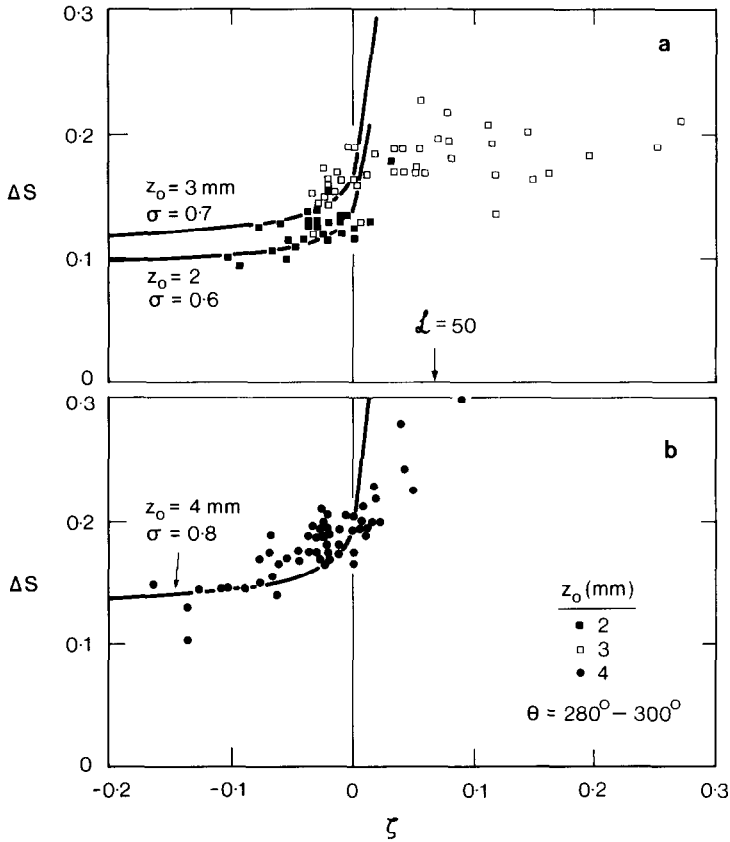 0·3
a
0·2
ΔS
z₀ = 3 mm
σ = 0·7
0·1
z₀ = 2
σ = 0·6
ℒ = 50
0
0·3
b
z₀ = 4 mm
σ = 0·8
0·2
ΔS
z₀ (mm)
■ 2
□ 3
● 4
0·1
θ = 280° – 300°
0
-0·2 -0·1 0 0·1 0·2 0·3
ζ